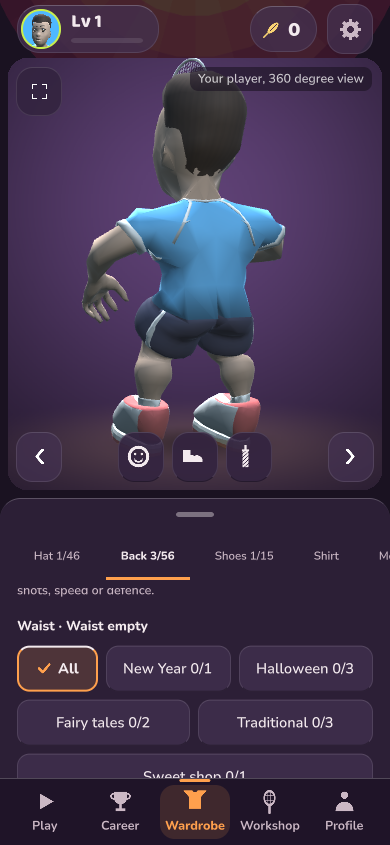 Lv 1
0
Your player, 360 degree view
Hat 1/46
Back 3/56
Shoes 1/15
Shirt
shots, speed or defence.
Waist · Waist empty
All
New Year 0/1
Halloween 0/3
Fairy tales 0/2
Traditional 0/3
Sweet shop 0/1
Play
Career
Wardrobe
Workshop
Profile